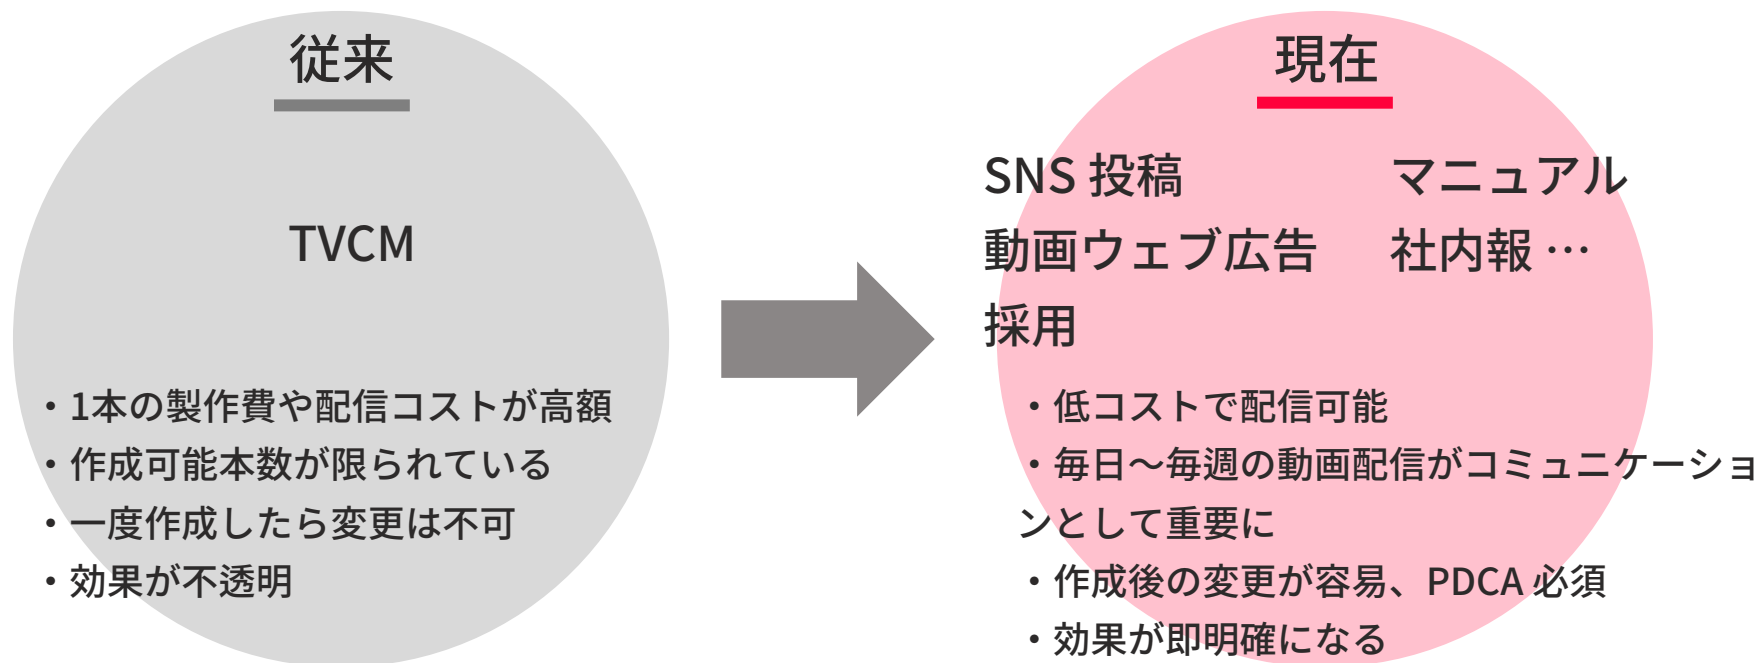 従来
TVCM
・1本の製作費や配信コストが高額
・作成可能本数が限られている
・一度作成したら変更は不可
・効果が不透明
現在
SNS 投稿
動画ウェブ広告
採用
マニュアル
社内報 …
・低コストで配信可能
・毎日〜毎週の動画配信がコミュニケーショ
ンとして重要に
・作成後の変更が容易、PDCA 必須
・効果が即明確になる